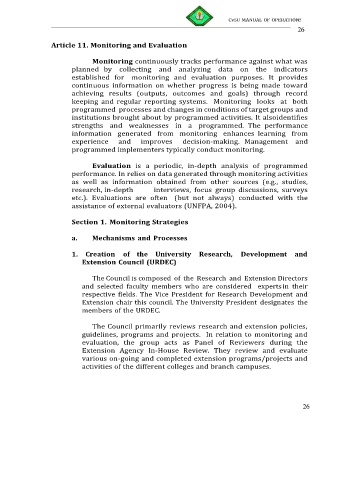 CvSU MANUAL OF OPERATIONS
26
Article 11. Monitoring and Evaluation
Monitoring continuously tracks performance against what was
planned by collecting and analyzing data on the indicators
established for monitoring and evaluation purposes. It provides
continuous information on whether progress is being made toward
achieving results (outputs, outcomes and goals) through record
keeping and regular reporting systems. Monitoring looks at both
programmed processes and changes in conditions of target groups and
institutions brought about by programmed activities. It alsoidentifies
strengths and weaknesses in a programmed. The performance
information generated from monitoring enhances learning from
experience and improves decision-making. Management and
programmed implementers typically conduct monitoring.
Evaluation is a periodic, in-depth analysis of programmed
performance. In relies on data generated through monitoring activities
as well as information obtained from other sources (e.g., studies,
research, in-depth interviews, focus group discussions, surveys
etc.). Evaluations are often (but not always) conducted with the
assistance of external evaluators (UNFPA, 2004).
Section 1. Monitoring Strategies
a. Mechanisms and Processes
1. Creation of the University Research, Development and
Extension Council (URDEC)
The Council is composed of the Research and Extension Directors
and selected faculty members who are considered expertsin their
respective fields. The Vice President for Research Development and
Extension chair this council. The University President designates the
members of the URDEC.
The Council primarily reviews research and extension policies,
guidelines, programs and projects. In relation to monitoring and
evaluation, the group acts as Panel of Reviewers during the
Extension Agency In-House Review. They review and evaluate
various on-going and completed extension programs/projects and
activities of the different colleges and branch campuses.
26